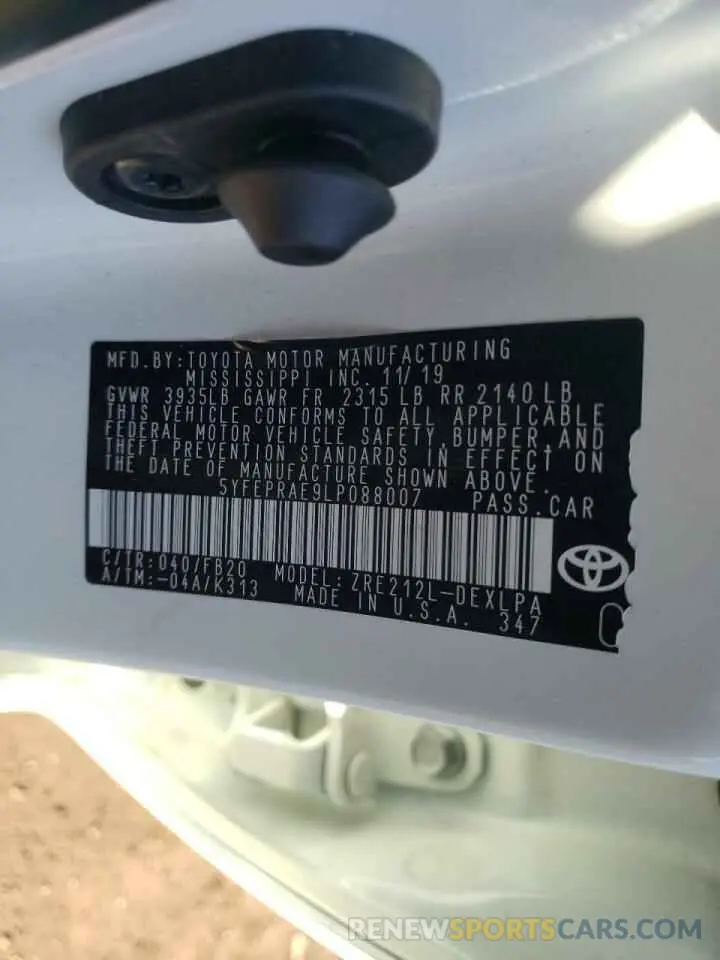 MFD.BY:TOYOTA MOTOR MANUFACTURING
MISSISSIPPI INC. 11/19
GVWR 3935LB GAWR FR 2315 LB RR 2140 LB
THIS VEHICLE CONFORMS TO ALL APPLICABLE
FEDERAL MOTOR VEHICLE SAFETY,BUMPER,AND
THEFT PREVENTION STANDARDS IN EFFECT ON
THE DATE OF MANUFACTURE SHOWN ABOVE.
5YFEPRAE9LP088007 PASS.CAR
C/TR:040/FB20 MODEL: ZRE212L-DEXLPA
A/TM:-04A/K313 MADE IN U.S.A. 347
RENEWSPORTSCARS.COM